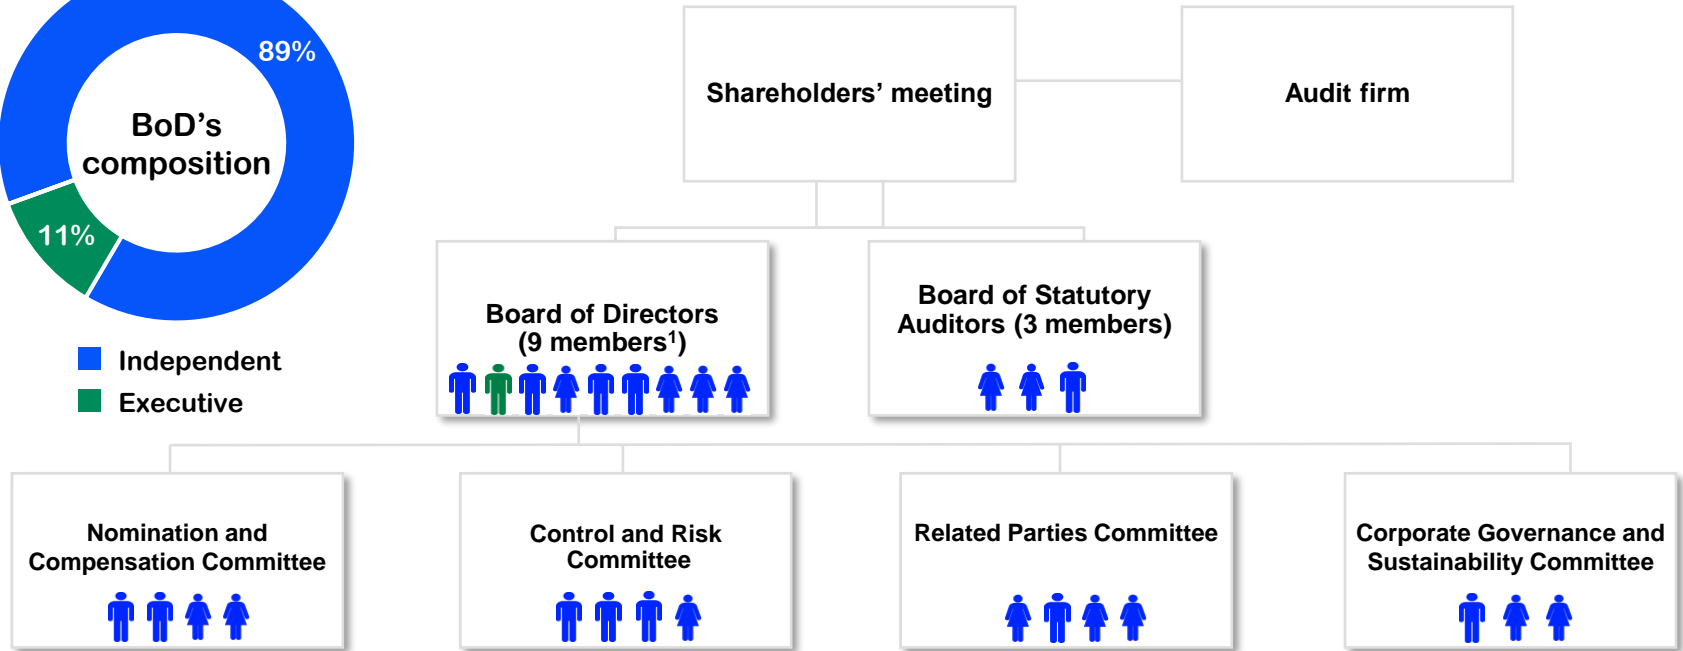 89%
BoD's
composition
11%
Independent
Executive
Shareholders’ meeting
Audit firm
Board of Directors
(9 members¹)
Board of Statutory
Auditors (3 members)
Nomination and
Compensation Committee
Control and Risk
Committee
Related Parties Committee
Corporate Governance and
Sustainability Committee